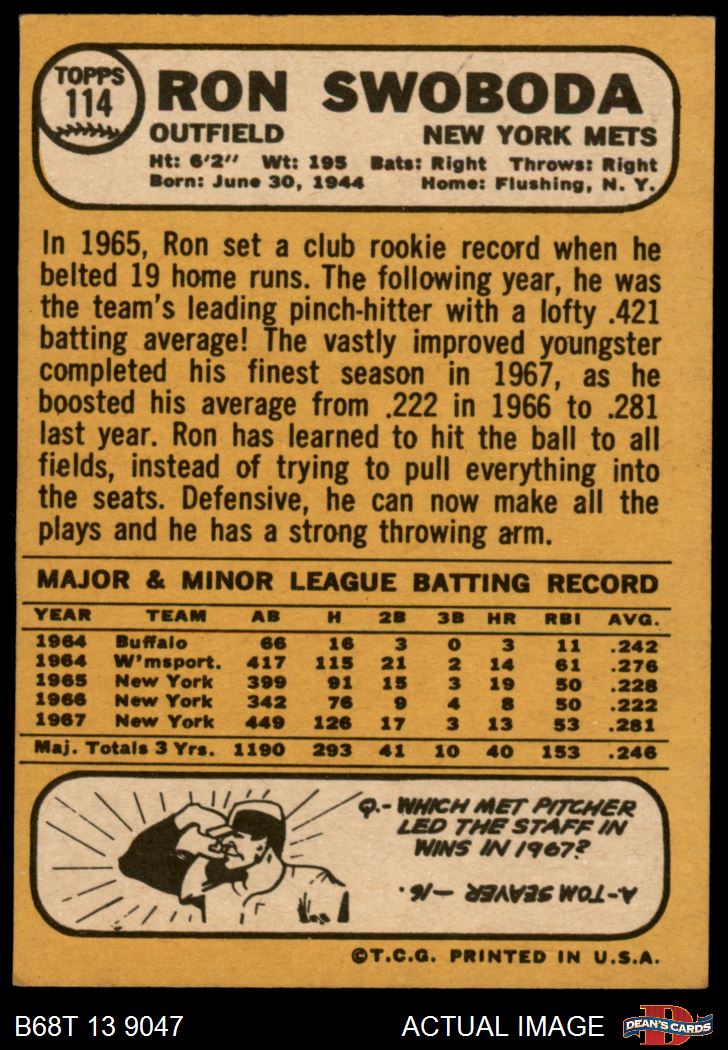 TOPPS
114
RON SWOBODA
OUTFIELD NEW YORK METS
Ht: 6'2'' Wt: 195 Bats: Right Throws: Right
Born: June 30, 1944 Home: Flushing, N. Y.
In 1965, Ron set a club rookie record when he
belted 19 home runs. The following year, he was
the team's leading pinch-hitter with a lofty .421
batting average! The vastly improved youngster
completed his finest season in 1967, as he
boosted his average from .222 in 1966 to .281
last year. Ron has learned to hit the ball to all
fields, instead of trying to pull everything into
the seats. Defensive, he can now make all the
plays and he has a strong throwing arm.
MAJOR & MINOR LEAGUE BATTING RECORD
YEAR TEAM AB H 2B 3B HR RBI AVG.
1964 Buffalo 66 16 3 0 3 11 .242
1964 W'msport. 417 115 21 2 14 61 .276
1965 New York 399 91 15 3 19 50 .228
1966 New York 342 76 9 4 8 50 .222
1967 New York 449 126 17 3 13 53 .281
Maj. Totals 3 Yrs. 1190 293 41 10 40 153 .246
Q.- WHICH MET PITCHER
LED THE STAFF IN
WINS IN 1967?
A-TOM SEAVER - 16.
©T.C.G. PRINTED IN U.S.A.
B68T 13 9047 ACTUAL IMAGE
D
DEAN'S CARDS